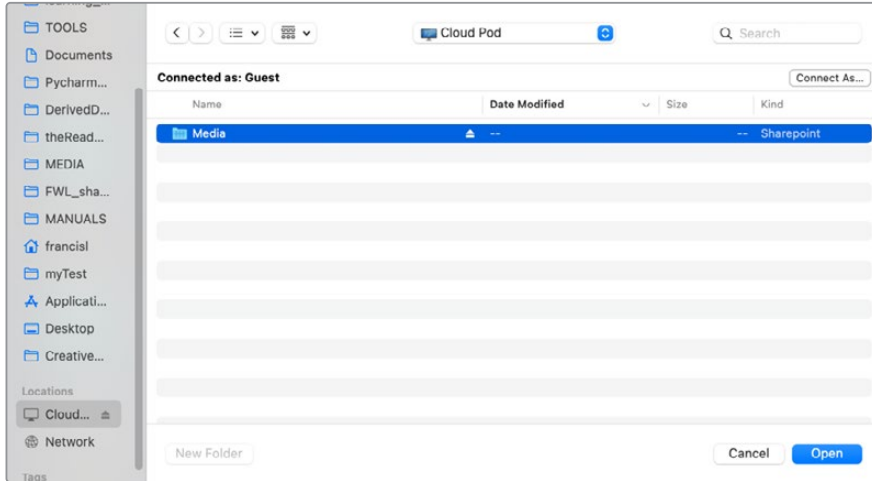 TOOLS
Documents
Pycharm...
DerivedD...
theRead...
MEDIA
FWL_sha...
MANUALS
francisl
myTest
Applicati...
Desktop
Creative...
Locations
Cloud...
Network
Tags
Cloud Pod
Search
Connected as: Guest
Connect As...
Name Date Modified Size Kind
Media -- -- Sharepoint
New Folder
Cancel Open